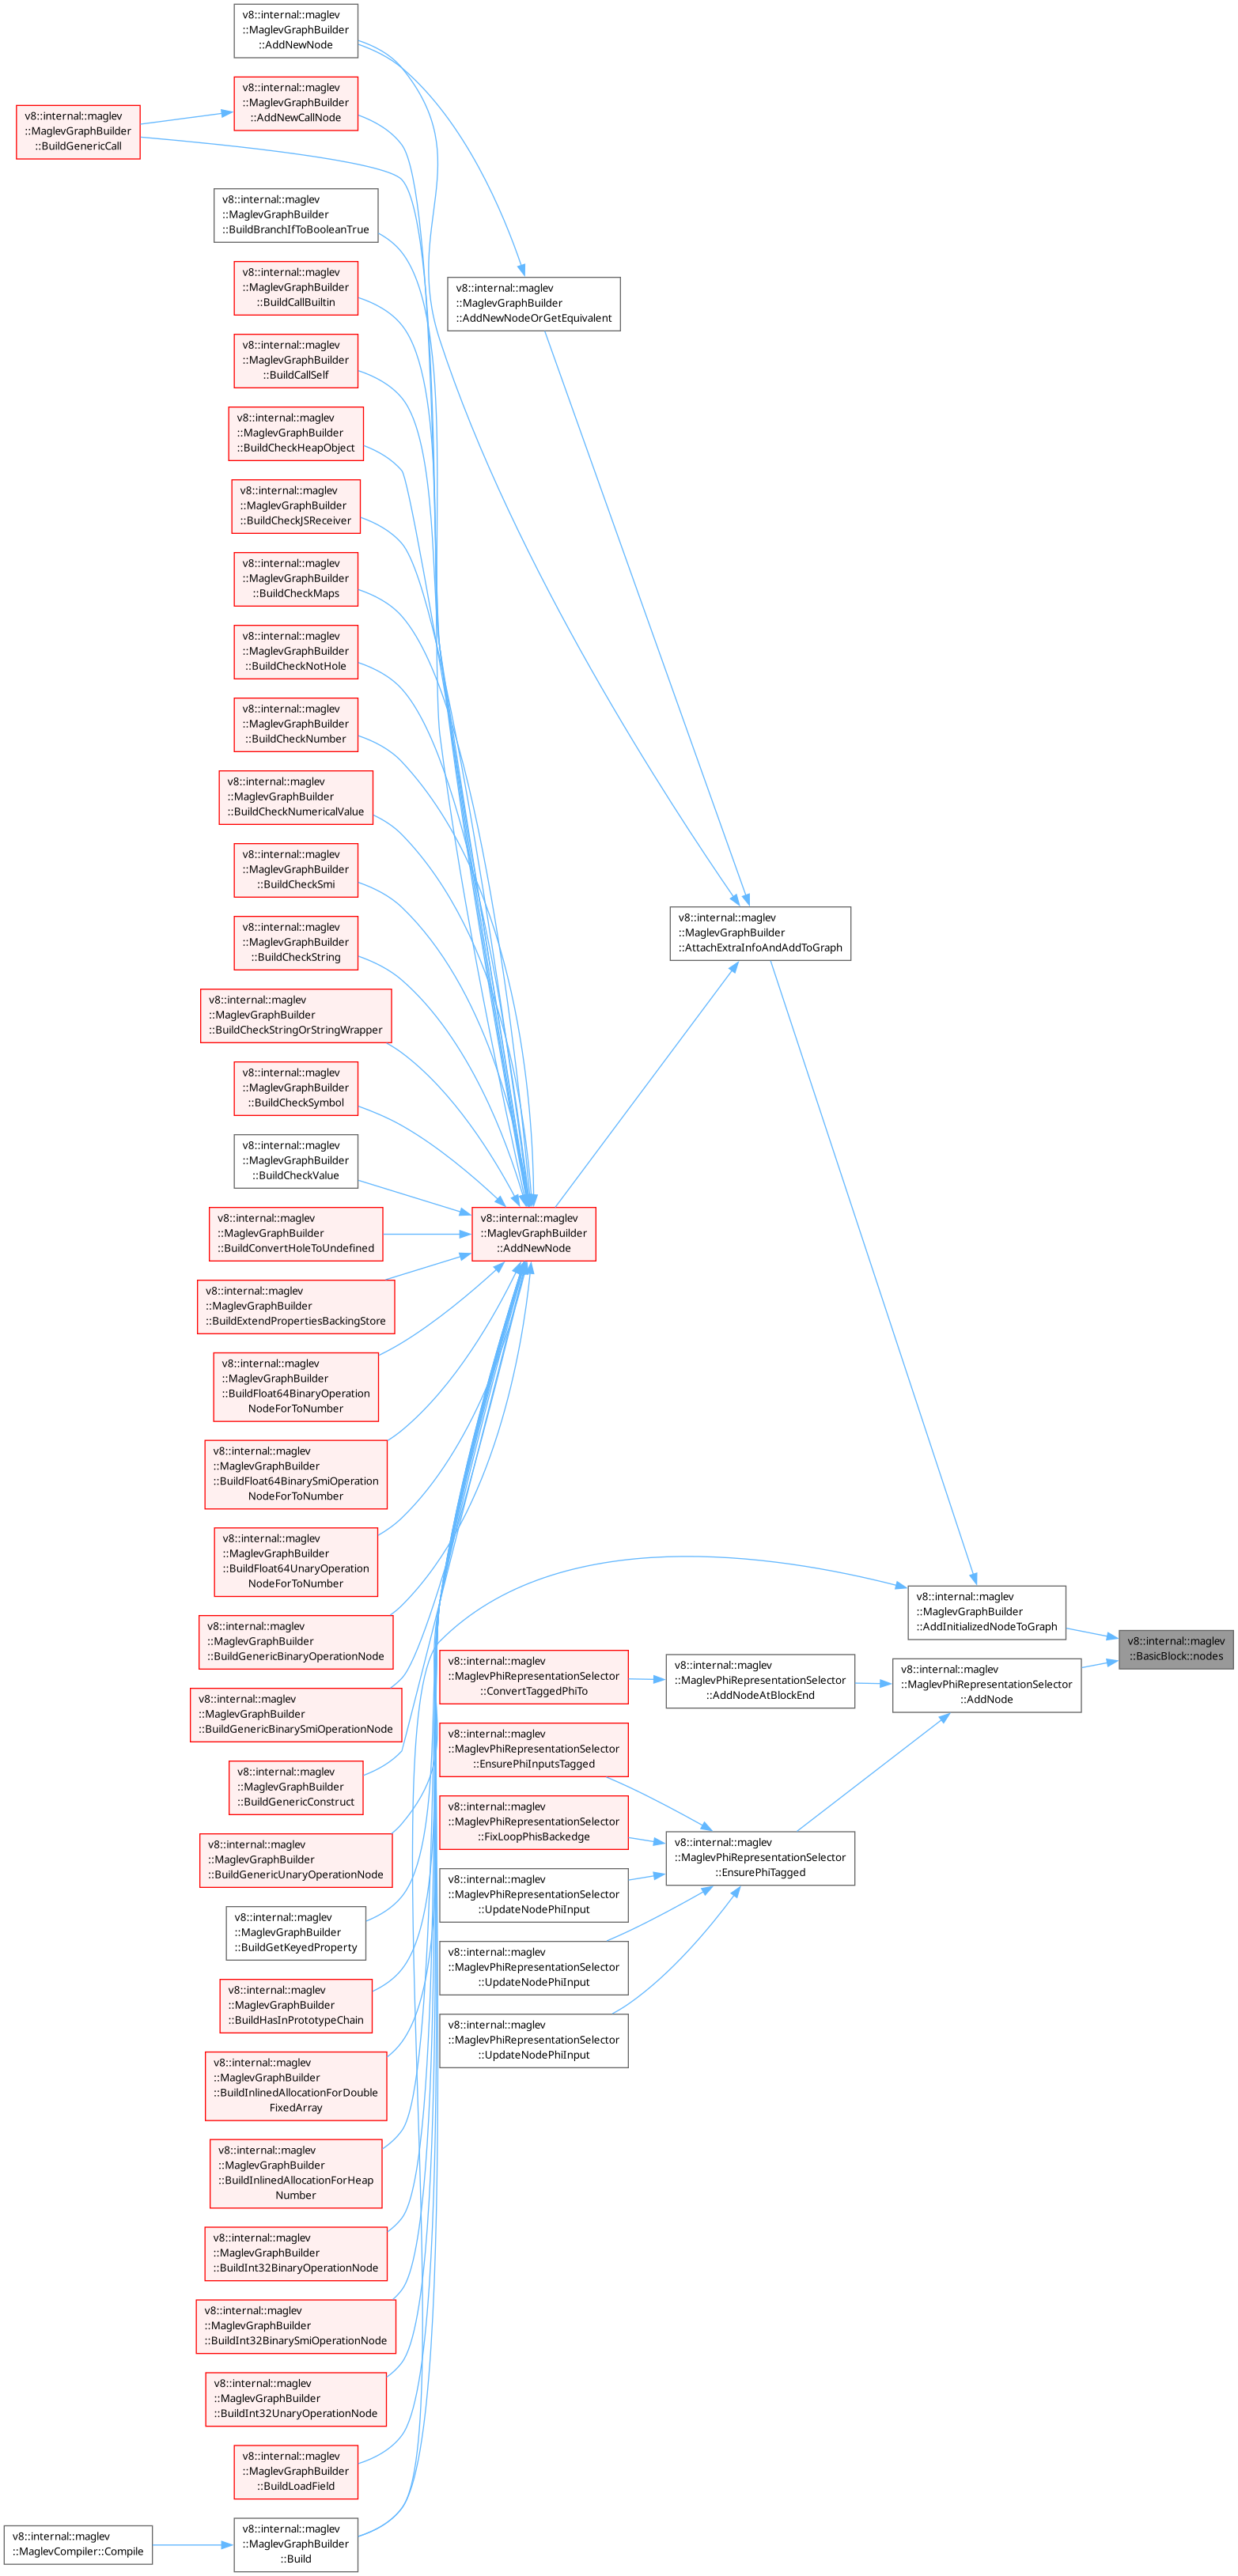 v8::internal::maglev
::MaglevGraphBuilder
::AddNewNode
v8::internal::maglev
::MaglevGraphBuilder
::AddNewCallNode
v8::internal::maglev
::MaglevGraphBuilder
::BuildGenericCall
v8::internal::maglev
::MaglevGraphBuilder
::BuildBranchIfToBooleanTrue
v8::internal::maglev
::MaglevGraphBuilder
::BuildCallBuiltin
v8::internal::maglev
::MaglevGraphBuilder
::AddNewNodeOrGetEquivalent
v8::internal::maglev
::MaglevGraphBuilder
::BuildCallSelf
v8::internal::maglev
::MaglevGraphBuilder
::BuildCheckHeapObject
v8::internal::maglev
::MaglevGraphBuilder
::BuildCheckJSReceiver
v8::internal::maglev
::MaglevGraphBuilder
::BuildCheckMaps
v8::internal::maglev
::MaglevGraphBuilder
::BuildCheckNotHole
v8::internal::maglev
::MaglevGraphBuilder
::BuildCheckNumber
v8::internal::maglev
::MaglevGraphBuilder
::BuildCheckNumericalValue
v8::internal::maglev
::MaglevGraphBuilder
::BuildCheckSmi
v8::internal::maglev
::MaglevGraphBuilder
::AttachExtraInfoAndAddToGraph
v8::internal::maglev
::MaglevGraphBuilder
::BuildCheckString
v8::internal::maglev
::MaglevGraphBuilder
::BuildCheckStringOrStringWrapper
v8::internal::maglev
::MaglevGraphBuilder
::BuildCheckSymbol
v8::internal::maglev
::MaglevGraphBuilder
::BuildCheckValue
v8::internal::maglev
::MaglevGraphBuilder
::BuildConvertHoleToUndefined
v8::internal::maglev
::MaglevGraphBuilder
::AddNewNode
v8::internal::maglev
::MaglevGraphBuilder
::BuildExtendPropertiesBackingStore
v8::internal::maglev
::MaglevGraphBuilder
::BuildFloat64BinaryOperation
NodeForToNumber
v8::internal::maglev
::MaglevGraphBuilder
::BuildFloat64BinarySmiOperation
NodeForToNumber
v8::internal::maglev
::MaglevGraphBuilder
::BuildFloat64UnaryOperation
NodeForToNumber
v8::internal::maglev
::MaglevGraphBuilder
::AddInitializedNodeToGraph
v8::internal::maglev
::BasicBlock::nodes
v8::internal::maglev
::MaglevGraphBuilder
::BuildGenericBinaryOperationNode
v8::internal::maglev
::MaglevPhiRepresentationSelector
::ConvertTaggedPhiTo
v8::internal::maglev
::MaglevPhiRepresentationSelector
::AddNodeAtBlockEnd
v8::internal::maglev
::MaglevPhiRepresentationSelector
::AddNode
v8::internal::maglev
::MaglevGraphBuilder
::BuildGenericBinarySmiOperationNode
v8::internal::maglev
::MaglevPhiRepresentationSelector
::EnsurePhiInputsTagged
v8::internal::maglev
::MaglevGraphBuilder
::BuildGenericConstruct
v8::internal::maglev
::MaglevPhiRepresentationSelector
::FixLoopPhisBackedge
v8::internal::maglev
::MaglevGraphBuilder
::BuildGenericUnaryOperationNode
v8::internal::maglev
::MaglevPhiRepresentationSelector
::EnsurePhiTagged
v8::internal::maglev
::MaglevPhiRepresentationSelector
::UpdateNodePhiInput
v8::internal::maglev
::MaglevGraphBuilder
::BuildGetKeyedProperty
v8::internal::maglev
::MaglevPhiRepresentationSelector
::UpdateNodePhiInput
v8::internal::maglev
::MaglevGraphBuilder
::BuildHasInPrototypeChain
v8::internal::maglev
::MaglevPhiRepresentationSelector
::UpdateNodePhiInput
v8::internal::maglev
::MaglevGraphBuilder
::BuildInlinedAllocationForDouble
FixedArray
v8::internal::maglev
::MaglevGraphBuilder
::BuildInlinedAllocationForHeap
Number
v8::internal::maglev
::MaglevGraphBuilder
::BuildInt32BinaryOperationNode
v8::internal::maglev
::MaglevGraphBuilder
::BuildInt32BinarySmiOperationNode
v8::internal::maglev
::MaglevGraphBuilder
::BuildInt32UnaryOperationNode
v8::internal::maglev
::MaglevGraphBuilder
::BuildLoadField
v8::internal::maglev
::MaglevGraphBuilder
::Build
v8::internal::maglev
::MaglevCompiler::Compile